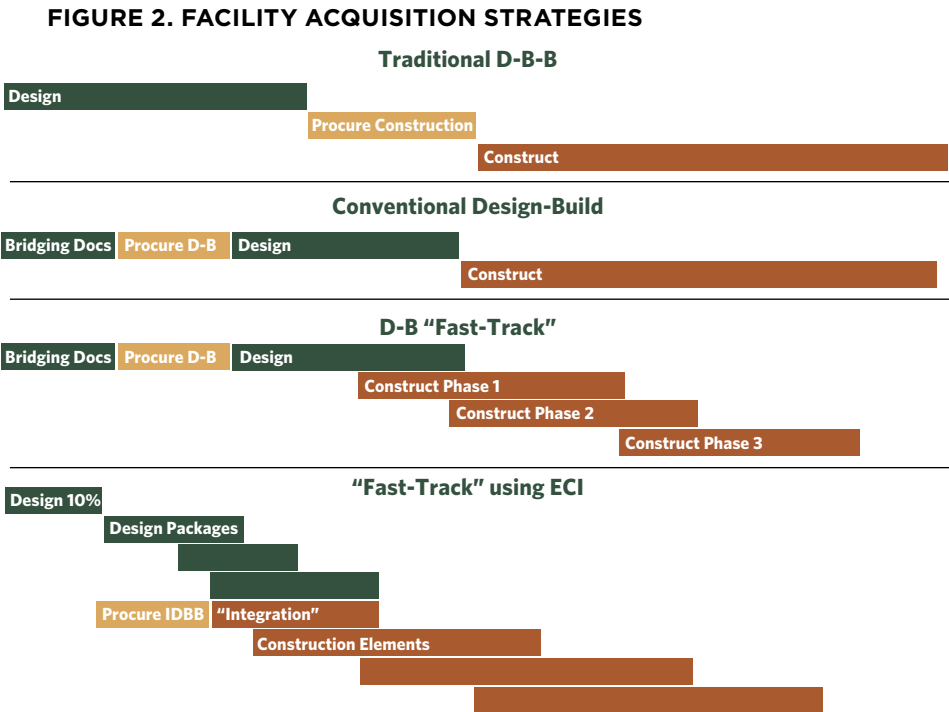 FIGURE 2. FACILITY ACQUISITION STRATEGIES
Traditional D-B-B
Design
Procure Construction
Construct
Conventional Design-Build
Bridging Docs
Procure D-B
Design
Construct
D-B “Fast-Track”
Bridging Docs
Procure D-B
Design
Construct Phase 1
Construct Phase 2
Construct Phase 3
“Fast-Track” using ECI
Design 10%
Design Packages
Procure IDBB
“Integration”
Construction Elements